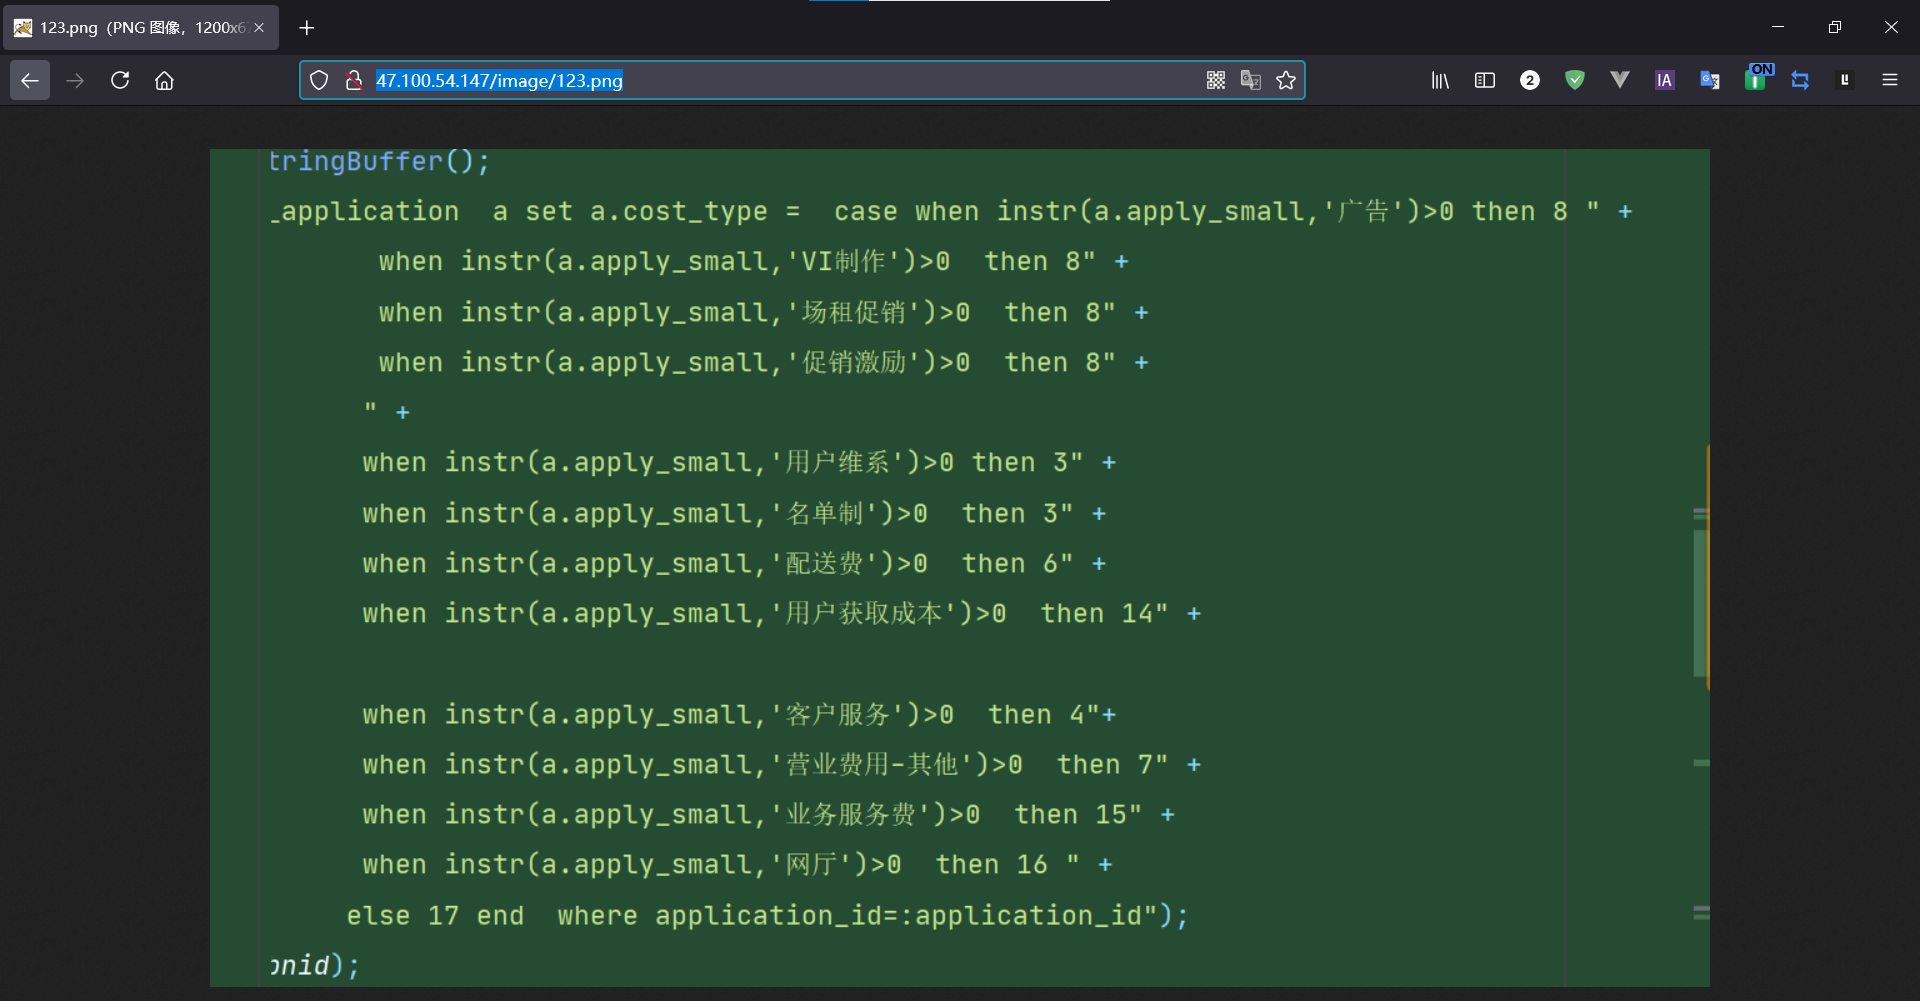 123.png（PNG 图像，1200x6
47.100.54.147/image/123.png
2
IA
ON
tringBuffer();
_application  a set a.cost_type =  case when instr(a.apply_small,'广告')>0 then 8 " +
when instr(a.apply_small,'VI制作')>0  then 8" +
when instr(a.apply_small,'场租促销')>0  then 8" +
when instr(a.apply_small,'促销激励')>0  then 8" +
" +
when instr(a.apply_small,'用户维系')>0 then 3" +
when instr(a.apply_small,'名单制')>0  then 3" +
when instr(a.apply_small,'配送费')>0  then 6" +
when instr(a.apply_small,'用户获取成本')>0  then 14" +
when instr(a.apply_small,'客户服务')>0  then 4"+
when instr(a.apply_small,'营业费用-其他')>0  then 7" +
when instr(a.apply_small,'业务服务费')>0  then 15" +
when instr(a.apply_small,'网厅')>0  then 16 " +
else 17 end  where application_id=:application_id");
onid);